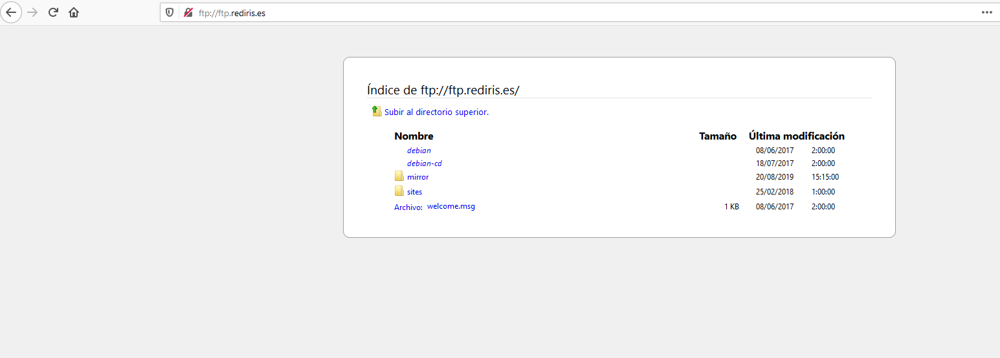 ftp://ftp.rediris.es
Índice de ftp://ftp.rediris.es/
Subir al directorio superior.
Nombre Tamaño Última modificación
debian 08/06/2017 2:00:00
debian-cd 18/07/2017 2:00:00
mirror 20/08/2019 15:15:00
sites 25/02/2018 1:00:00
Archivo: welcome.msg 1 KB 08/06/2017 2:00:00